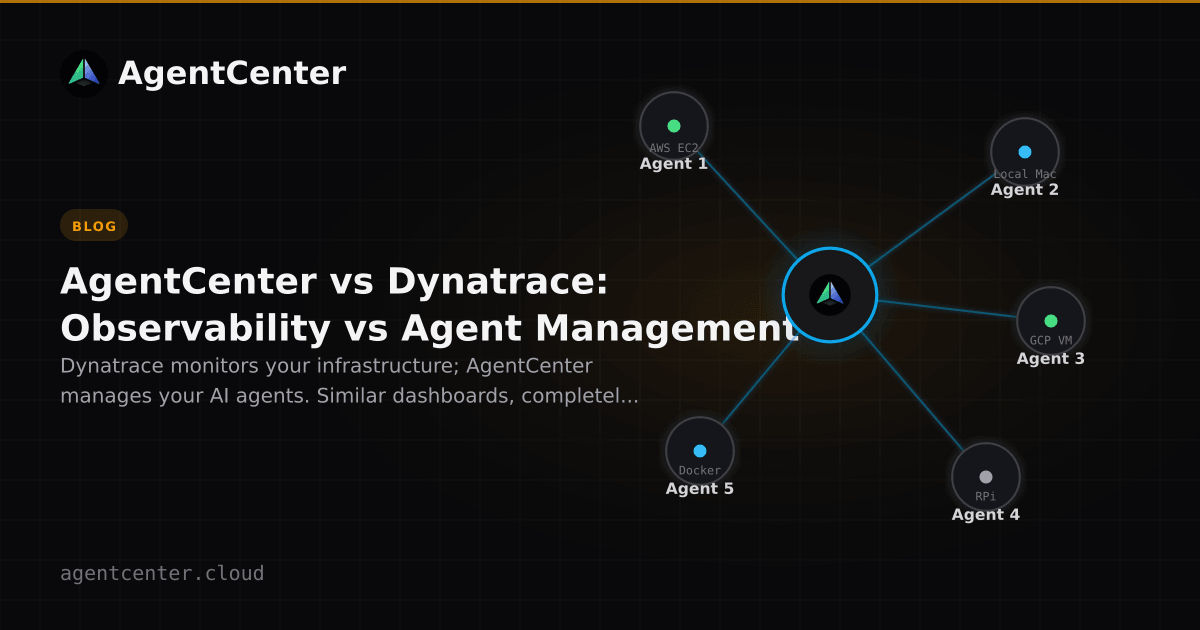 AgentCenter
BLOG
AgentCenter vs Dynatrace:
Observability vs Agent Management
Dynatrace monitors your infrastructure; AgentCenter
manages your AI agents. Similar dashboards, completel...
agentcenter.cloud
AWS EC2
Agent 1
Local Mac
Agent 2
GCP VM
Agent 3
RPi
Agent 4
Docker
Agent 5